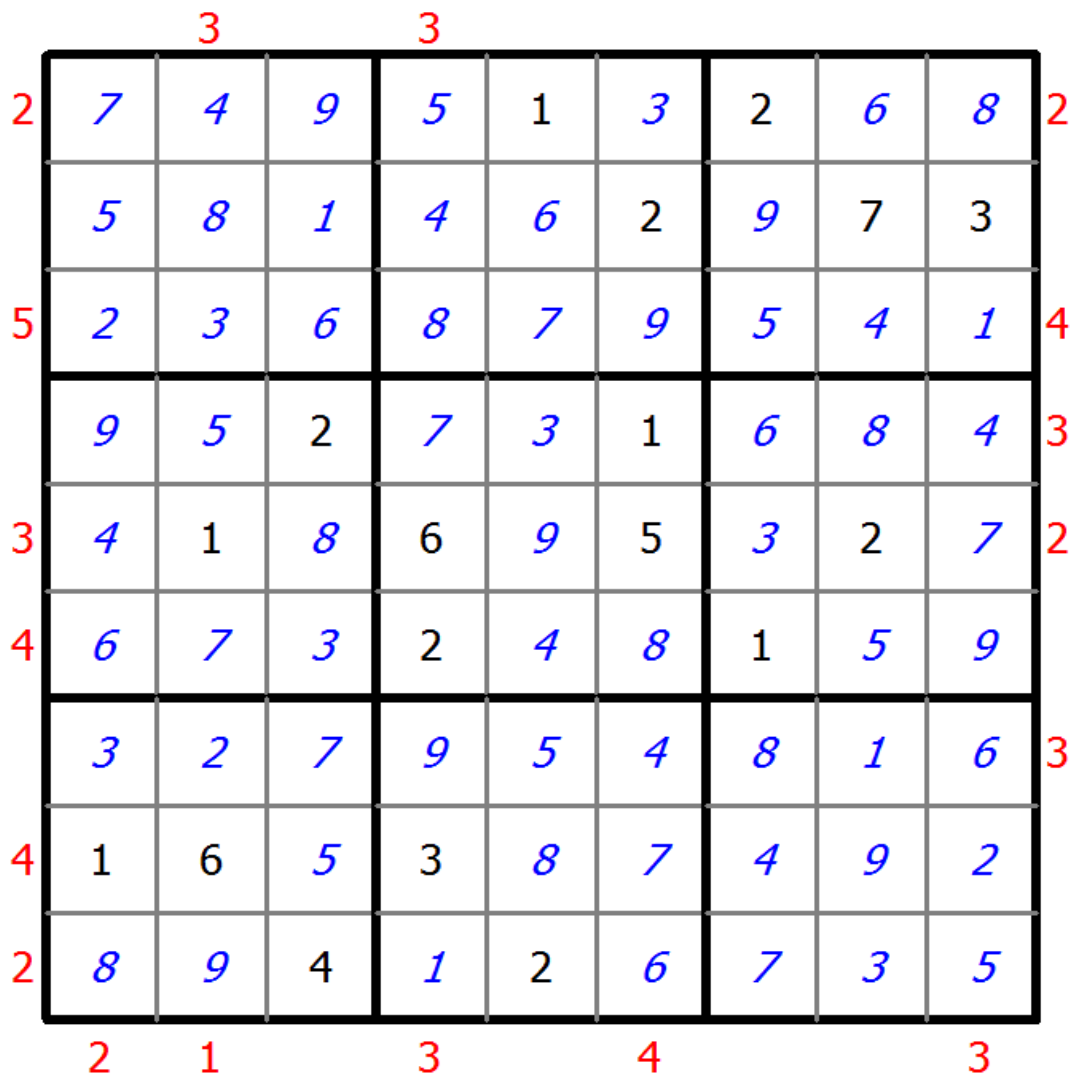 3 3
2 7 4 9 5 1 3 2 6 8 2
5 8 1 4 6 2 9 7 3
5 2 3 6 8 7 9 5 4 1 4
9 5 2 7 3 1 6 8 4 3
3 4 1 8 6 9 5 3 2 7 2
4 6 7 3 2 4 8 1 5 9
3 2 7 9 5 4 8 1 6 3
4 1 6 5 3 8 7 4 9 2
2 8 9 4 1 2 6 7 3 5
2 1 3 4 3